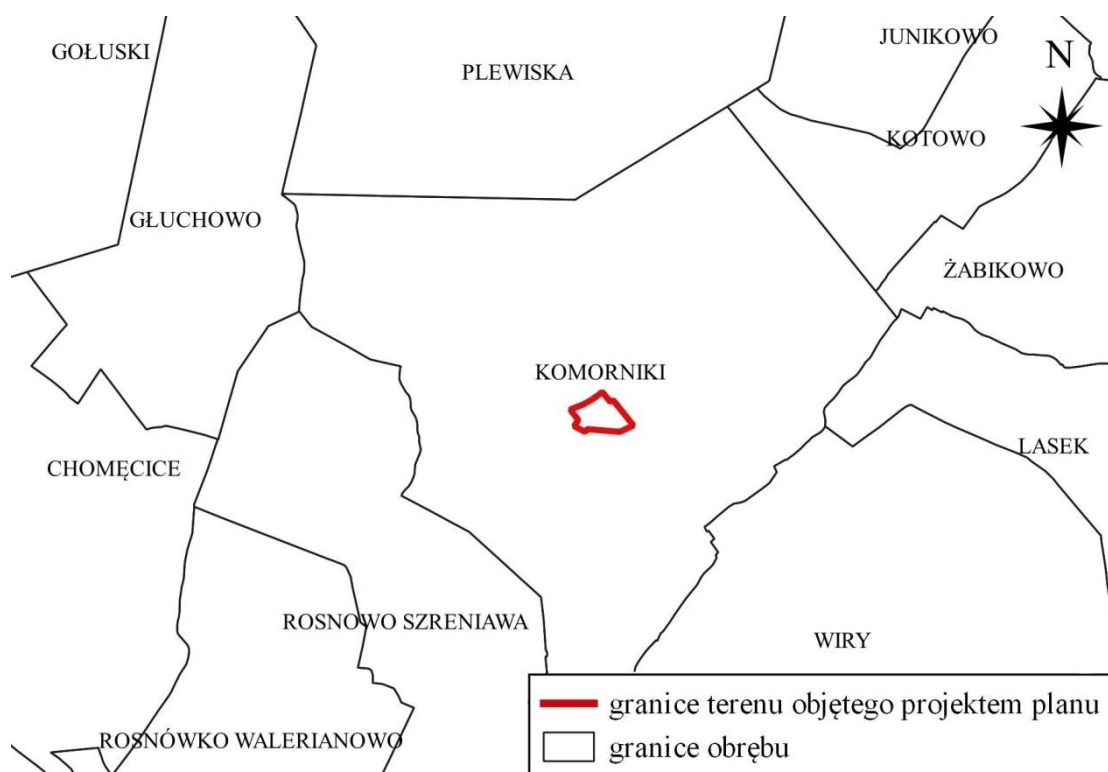 JUNIKOWO
GOŁUSKI
N
PLEWISKA
KOTOWO
GŁUCHOWO
ŻABIKOWO
KOMORNIKI
LASEK
CHOMĘCICE
ROSNOWO SZRENIAWA
WIRY
granice terenu objętego projektem planu
ROSNÓWKO WALERIANOWO
granice obrębu